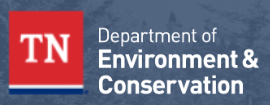 TN
Department of
Environment &
Conservation